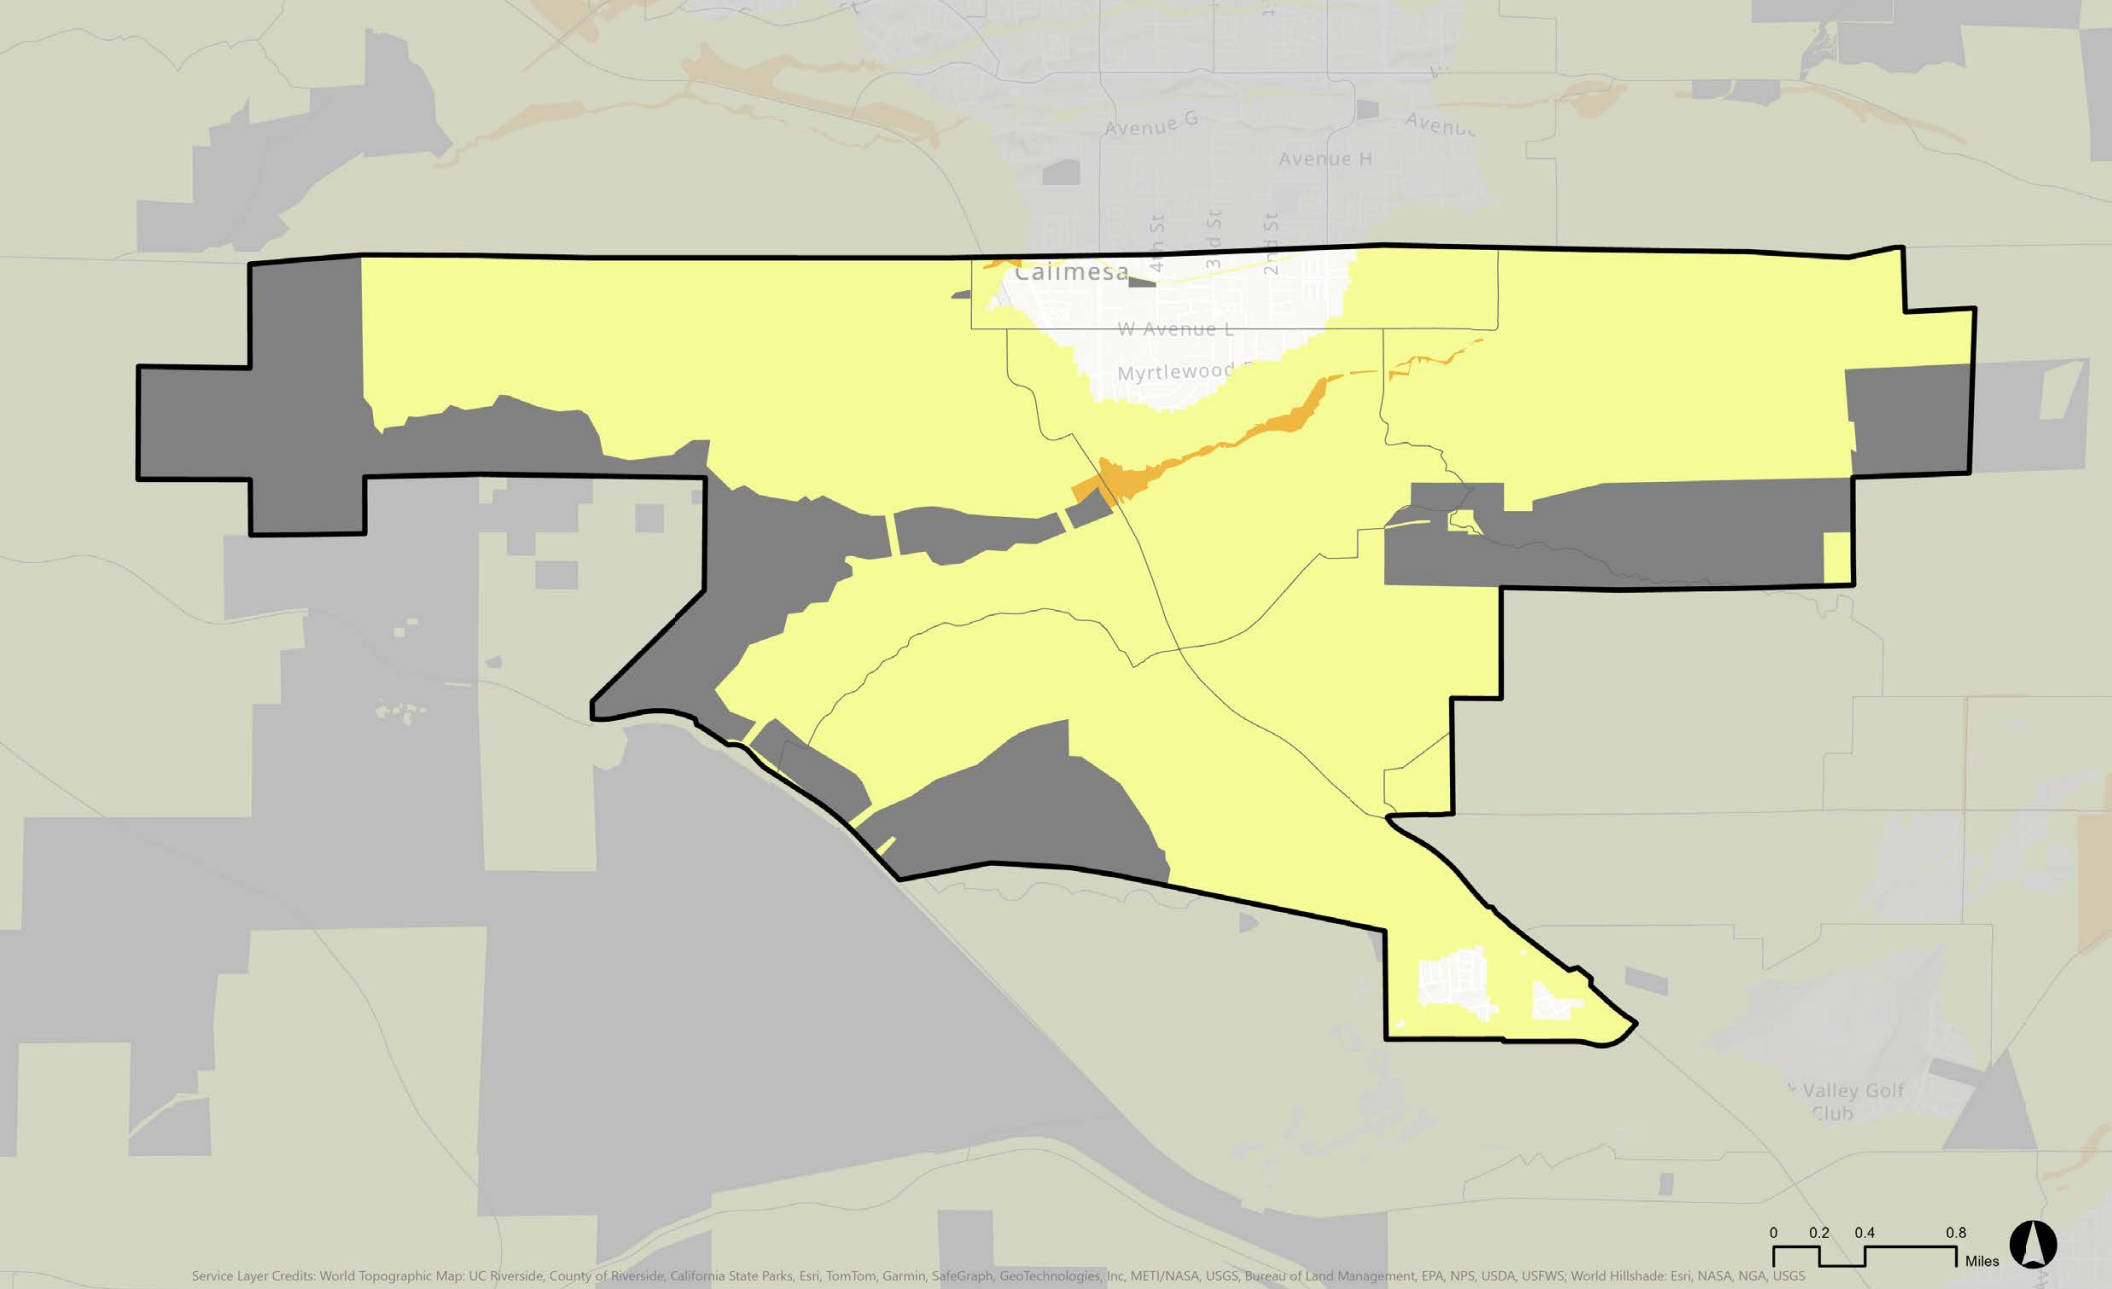 Avenue G
Avenue H
4th St
3rd St
2nd St
Calimesa
W Avenue L
Myrtlewood
Valley Golf
Club
0 0.2 0.4 0.8
Miles
Service Layer Credits: World Topographic Map: UC Riverside, County of Riverside, California State Parks, Esri, TomTom, Garmin, SafeGraph, GeoTechnologies, Inc, METI/NASA, USGS, Bureau of Land Management, EPA, NPS, USDA, USFWS; World Hillshade: Esri, NASA, NGA, USGS